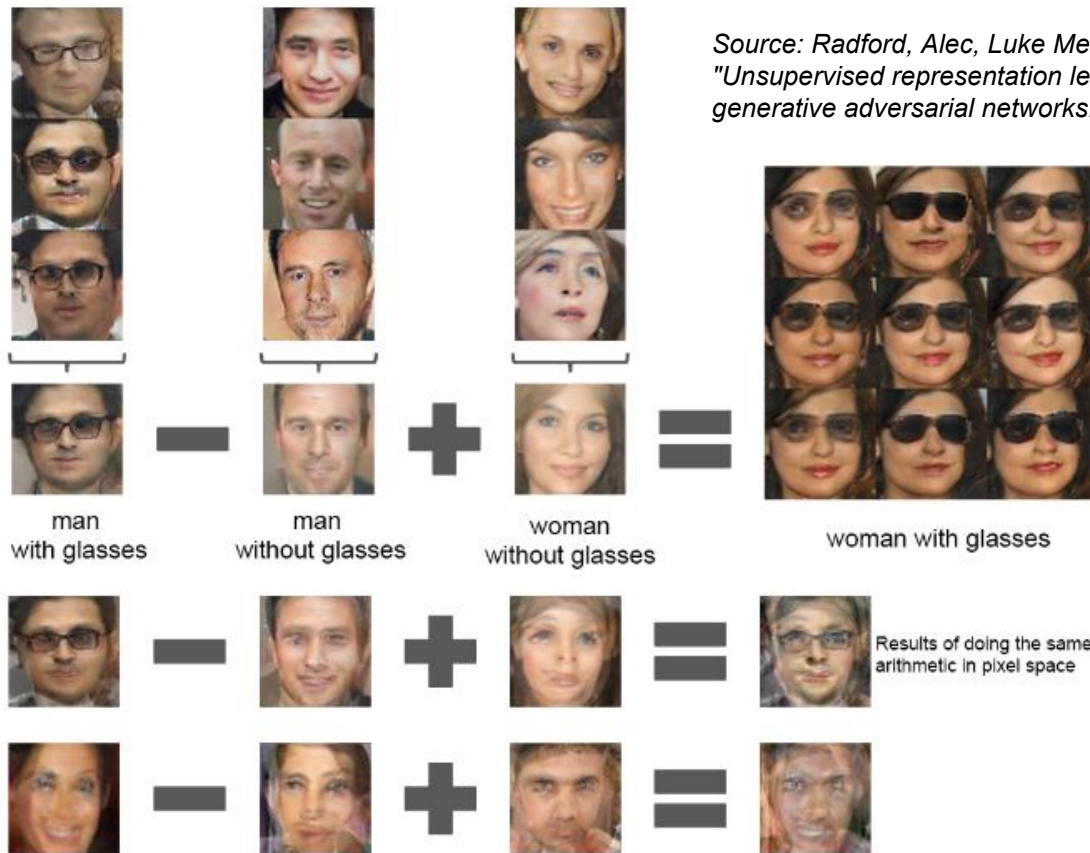 Source: Radford, Alec, Luke Me
"Unsupervised representation le
generative adversarial networks.
man
with glasses
man
without glasses
woman
without glasses
woman with glasses
Results of doing the same
arithmetic in pixel space